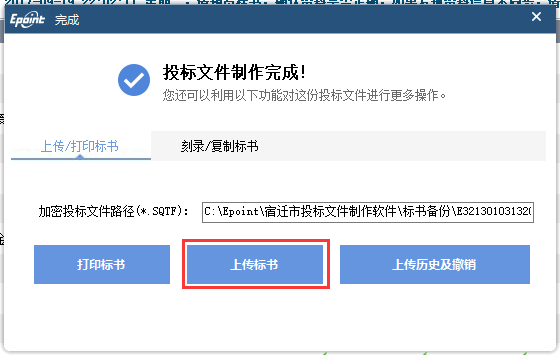 Epoint 完成
投标文件制作完成!
您还可以利用以下功能对这份投标文件进行更多操作。
上传/打印标书 刻录/复制标书
加密投标文件路径(*.SQTF): C:\Epoint\宿迁市投标文件制作软件\标书备份\E321301031320
打印标书 上传标书 上传历史及撤销